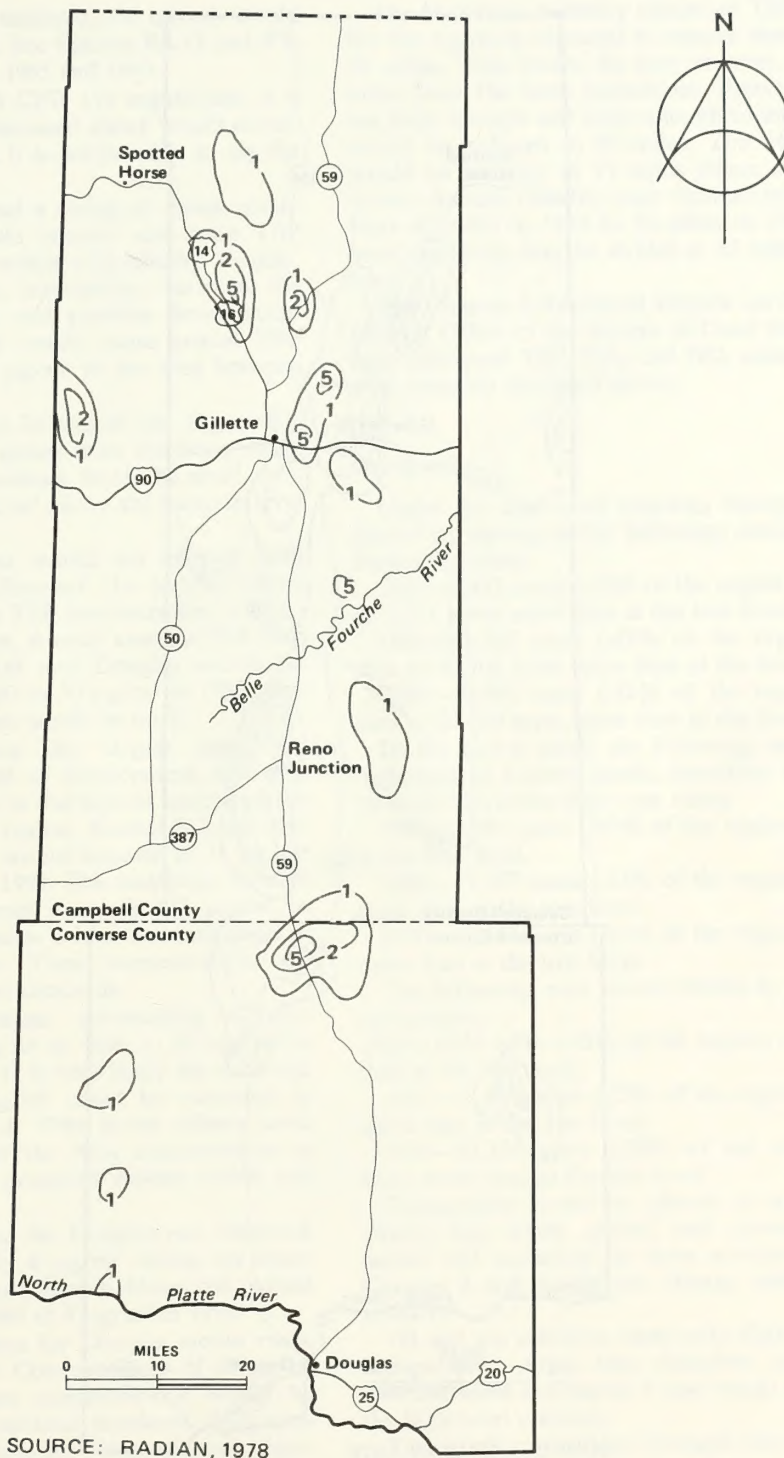 N
Spotted
Horse
59
1
14
1
2
5
16
1
2
5
1
5
2
1
Gillette
90
1
5
50
Belle Fourche River
1
Reno
Junction
387
59
1
Campbell County
Converse County
5
2
1
1
1
North Platte River
MILES
0 10 20
Douglas
20
25
SOURCE: RADIAN, 1978